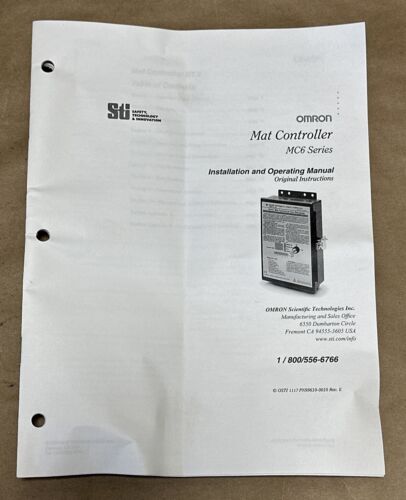 Sti
SAFETY,
TECHNOLOGY
& INNOVATION
OMRON
Mat Controller
MC6 Series
Installation and Operating Manual
Original Instructions
OMRON Scientific Technologies Inc.
Manufacturing and Sales Office
6550 Dumbarton Circle
Fremont CA 94555-3605 USA
www.sti.com/info
1 / 800/556-6766